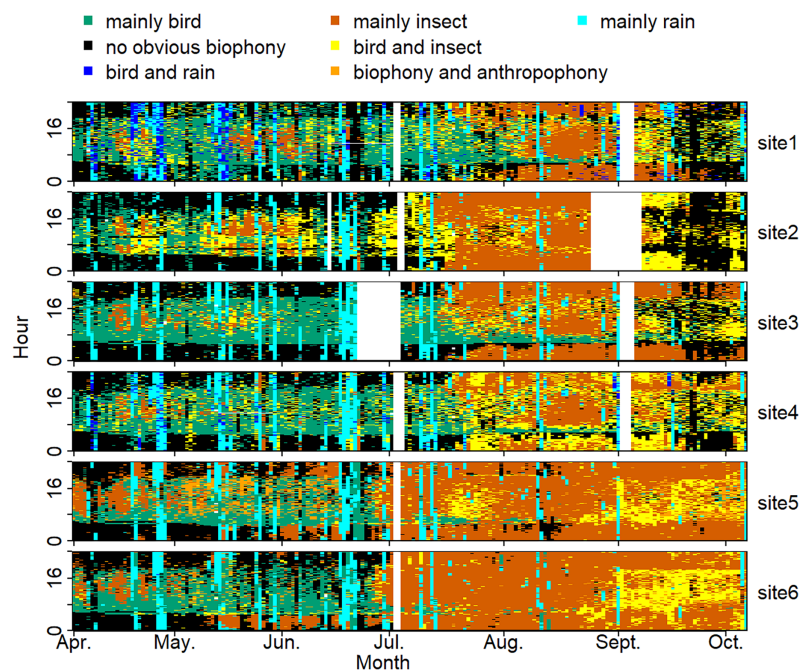 mainly bird mainly insect mainly rain
no obvious biophony bird and insect
bird and rain biophony and anthropophony
16
0
site1
16
0
site2
16
0
site3
Hour
16
0
site4
16
0
site5
16
0
site6
Apr. May. Jun. Jul. Aug. Sept. Oct.
Month